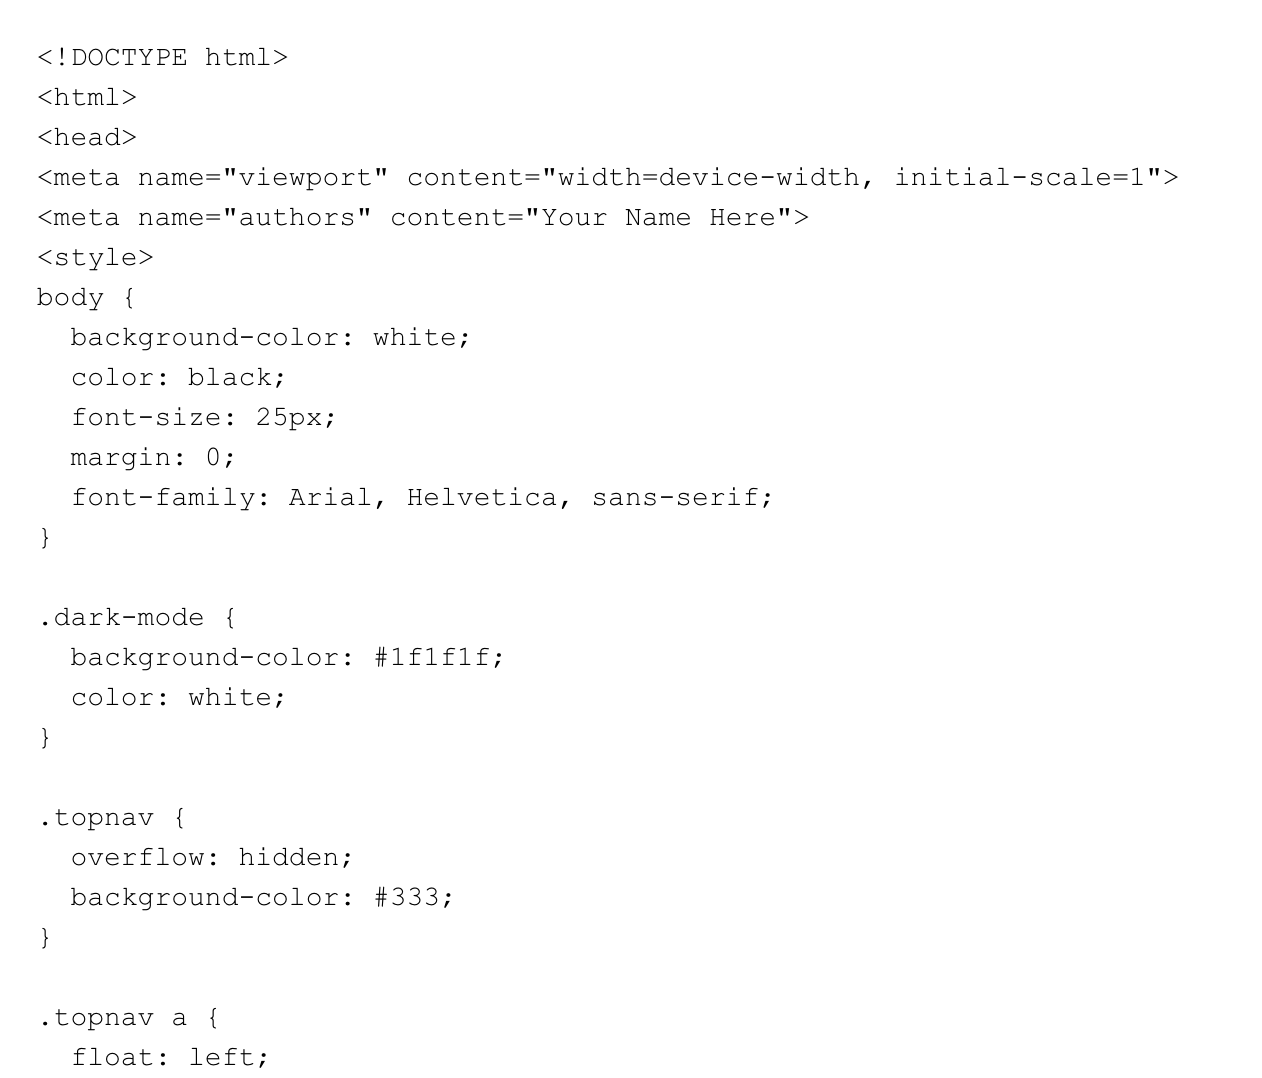 <!DOCTYPE html>
<html>
<head>
<meta name="viewport" content="width=device-width, initial-scale=1">
<meta name="authors" content="Your Name Here">
<style>
body {
  background-color: white;
  color: black;
  font-size: 25px;
  margin: 0;
  font-family: Arial, Helvetica, sans-serif;
}

.dark-mode {
  background-color: #1f1f1f;
  color: white;
}

.topnav {
  overflow: hidden;
  background-color: #333;
}

.topnav a {
  float: left;